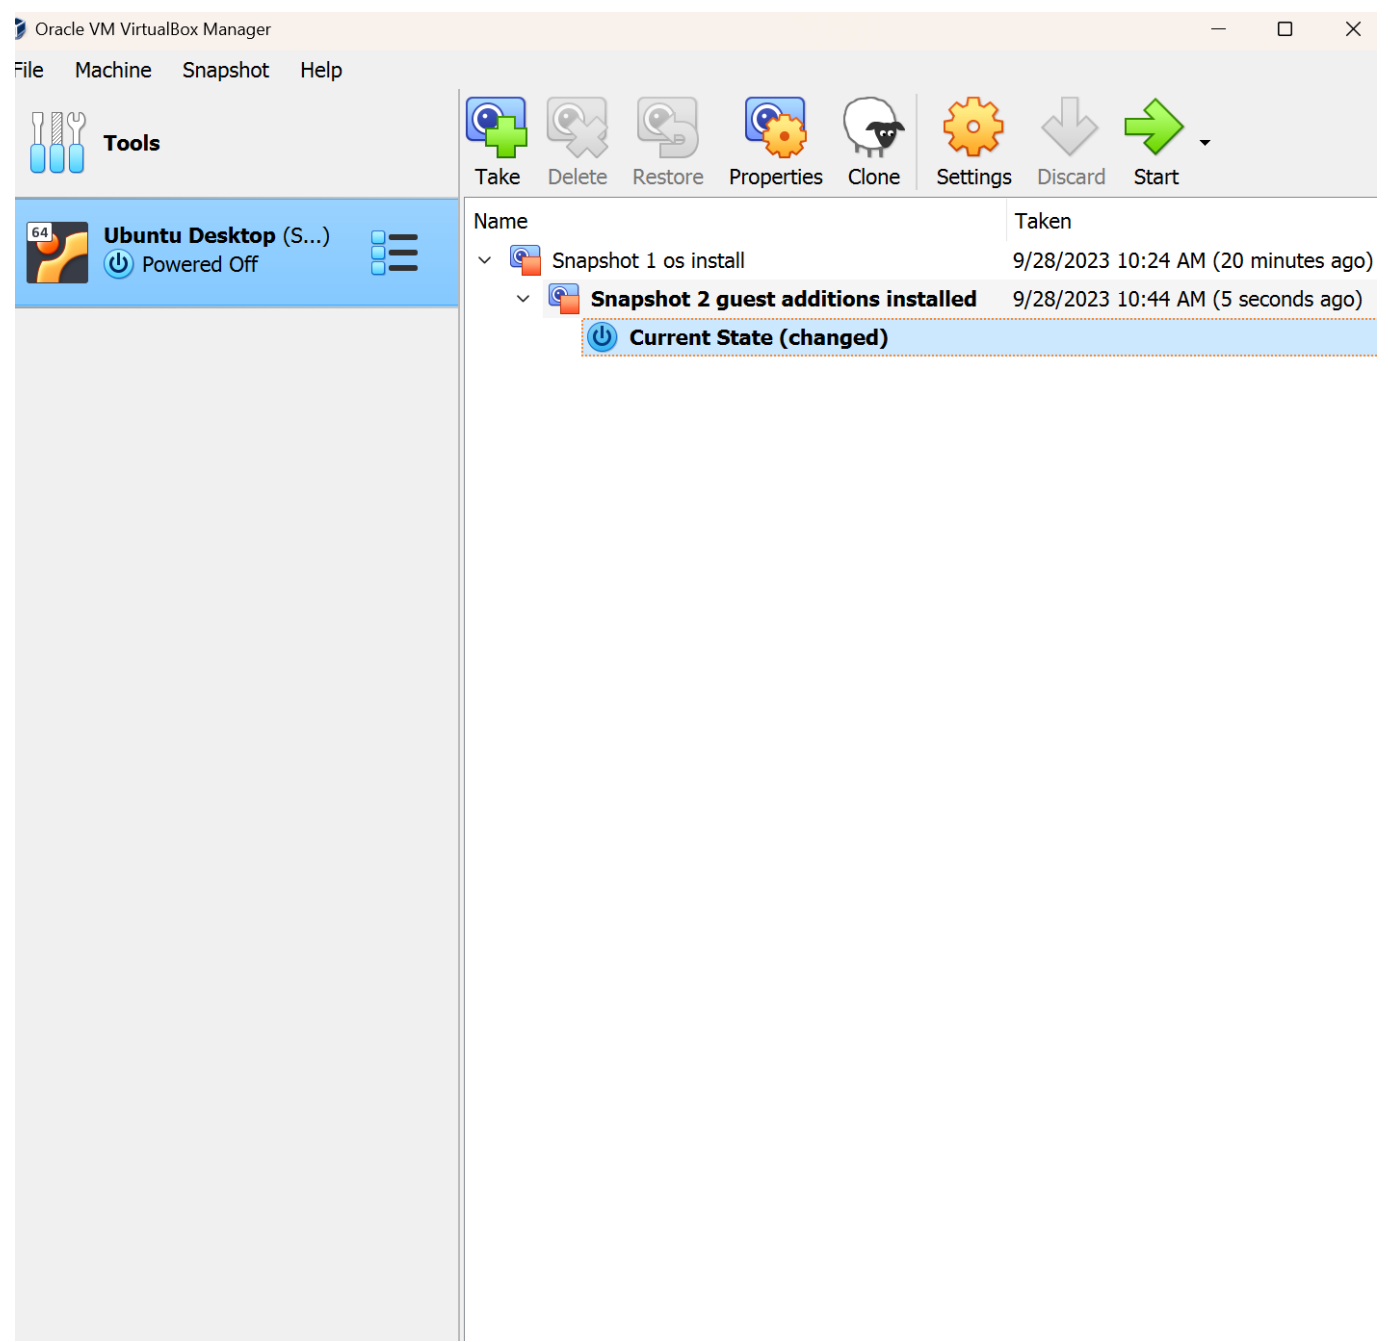 Oracle VM VirtualBox Manager
File Machine Snapshot Help
Tools
Take Delete Restore Properties Clone Settings Discard Start
64
Ubuntu Desktop (S...)
Powered Off
Name Taken
Snapshot 1 os install 9/28/2023 10:24 AM (20 minutes ago)
Snapshot 2 guest additions installed 9/28/2023 10:44 AM (5 seconds ago)
Current State (changed)